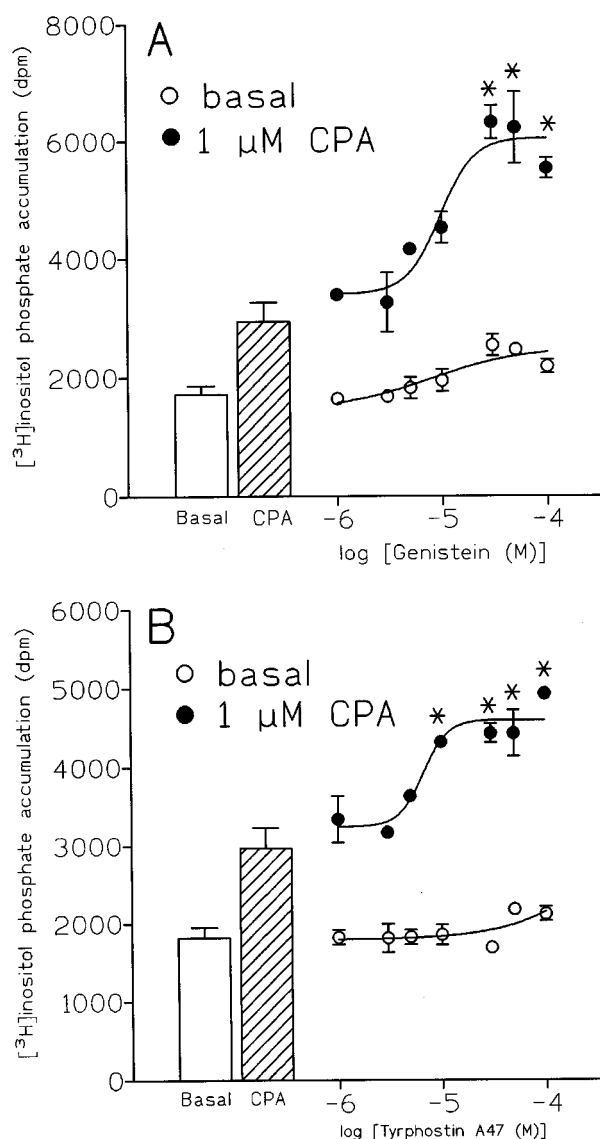 [³H]inositol phosphate accumulation (dpm)
8000
6000
4000
2000
0
A
○ basal
● 1 μM CPA
*
*
*
Basal
CPA
-6
-5
-4
log [Genistein (M)]
[³H]inositol phosphate accumulation (dpm)
6000
5000
4000
3000
2000
1000
0
B
○ basal
● 1 μM CPA
*
*
*
*
Basal
CPA
-6
-5
-4
log [Tyrphostin A47 (M)]